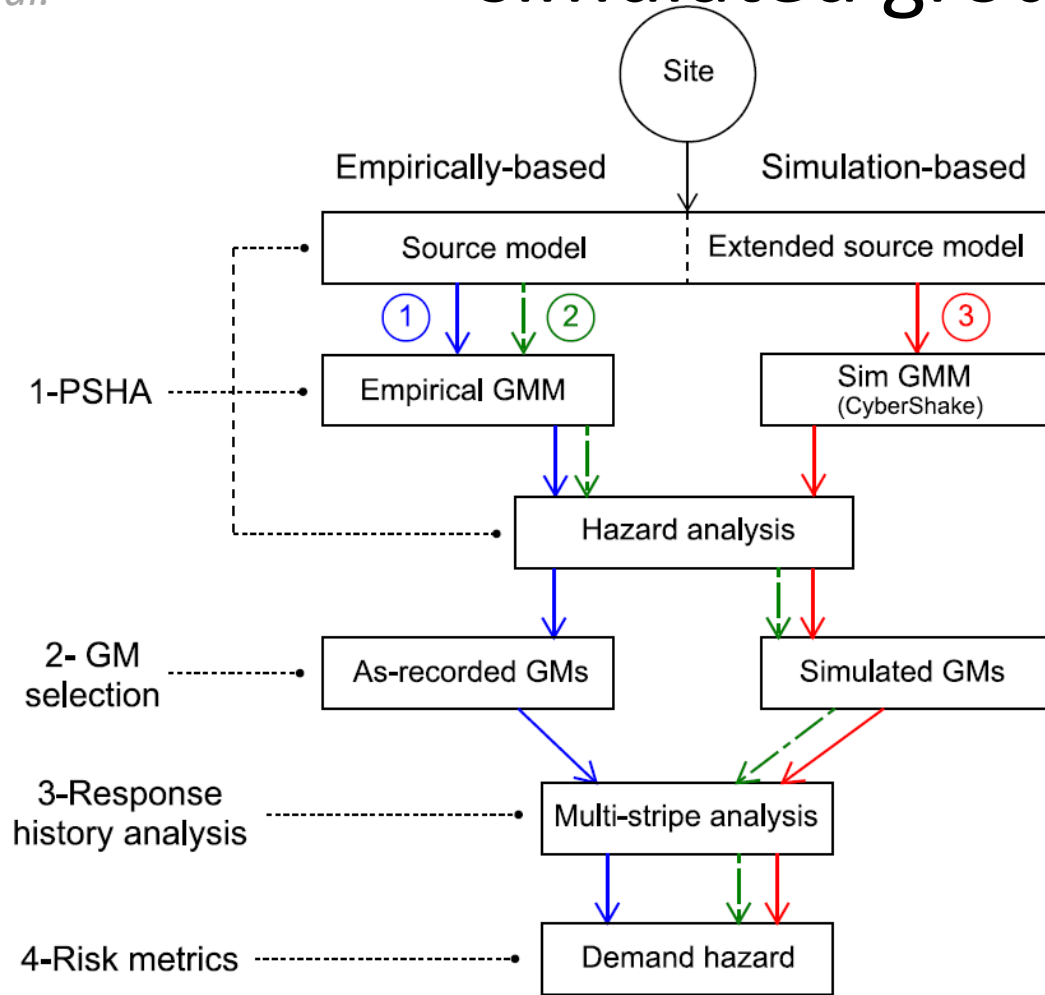 Site
Empirically-based
Simulation-based
Source model
Extended source model
1
2
3
1-PSHA
Empirical GMM
Sim GMM
(CyberShake)
Hazard analysis
2- GM
selection
As-recorded GMs
Simulated GMs
3-Response
history analysis
Multi-stripe analysis
4-Risk metrics
Demand hazard